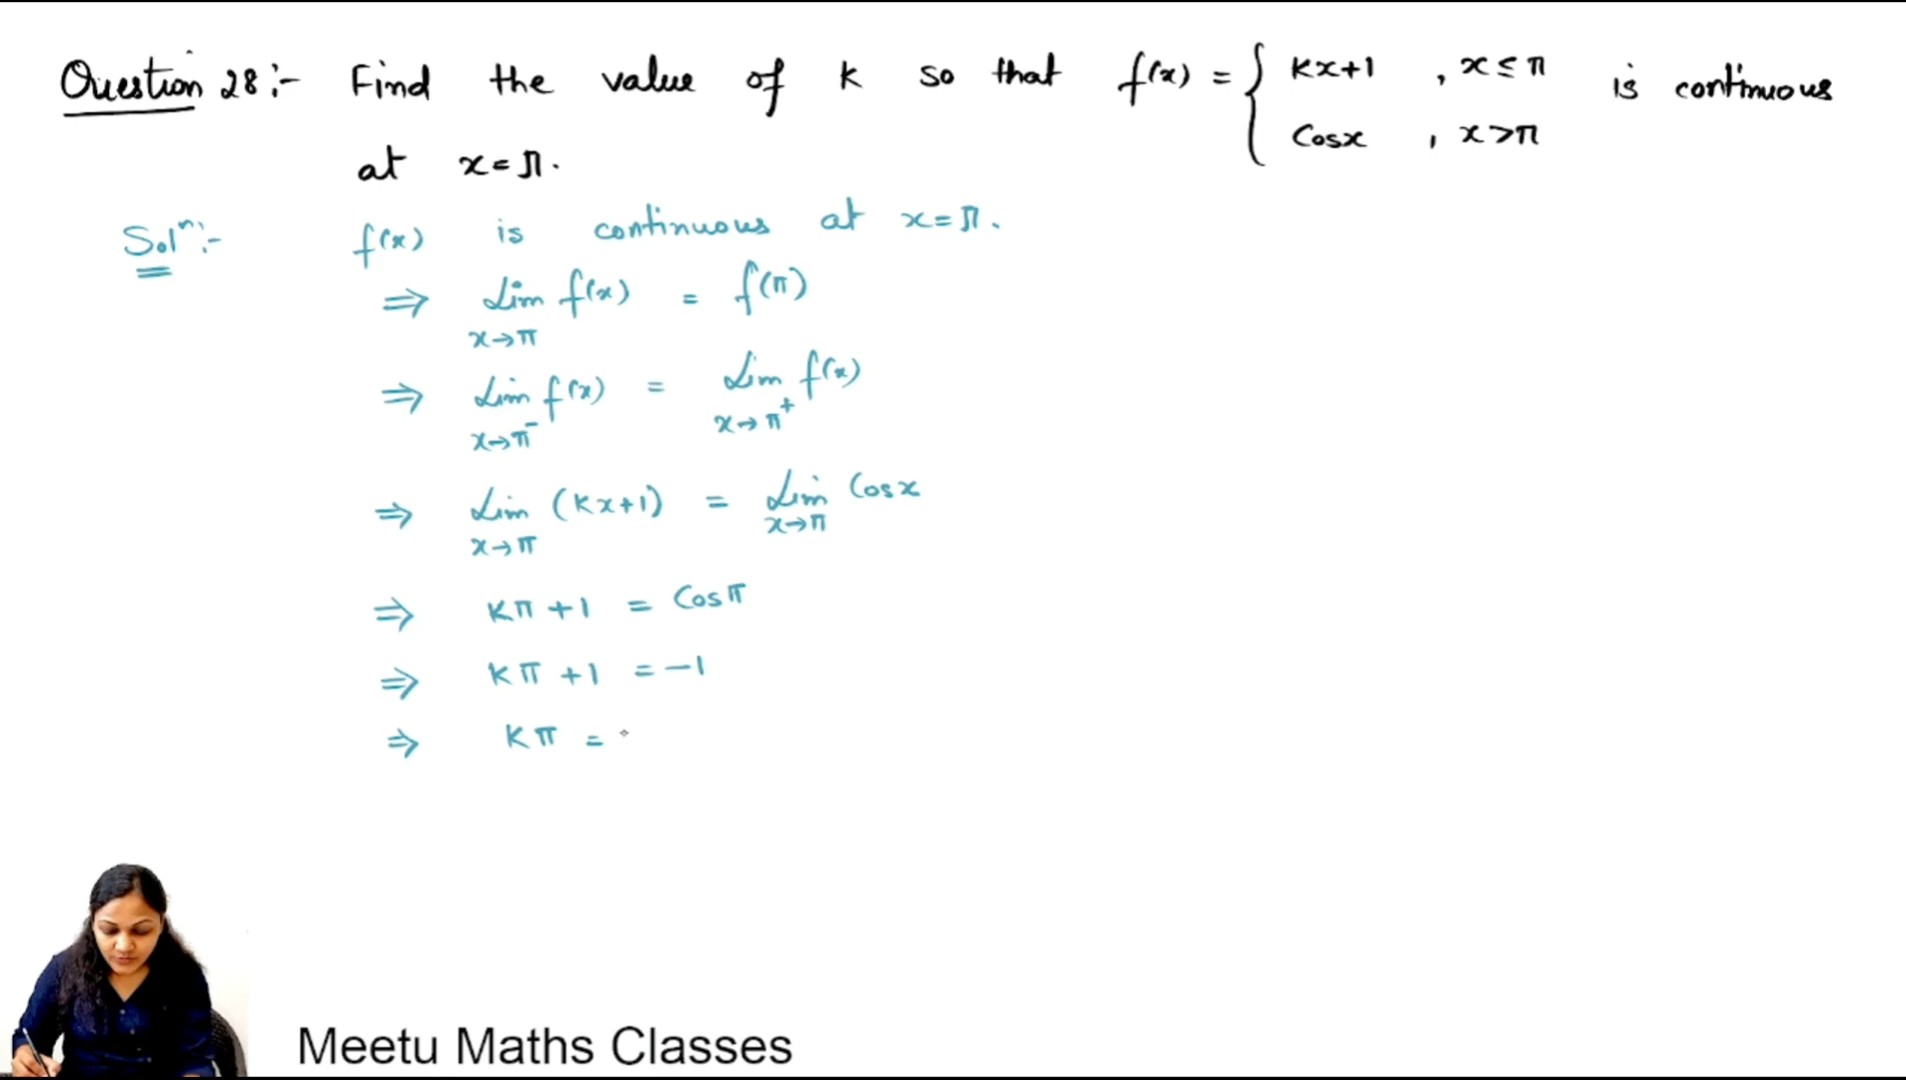 Question 28:- Find the value of k so that f(x) = { kx+1 , x ≤ π is continuous
Cosx , x > π
at x = π.
Solⁿ:- f(x) is continuous at x = π.
⇒ Lim f(x) = f(π)
x→π
⇒ Lim f(x) = Lim f(x)
x→π⁻ x→π⁺
⇒ Lim (kx+1) = Lim Cosx
x→π x→π
⇒ kπ + 1 = Cosπ
⇒ kπ + 1 = -1
⇒ kπ =
Meetu Maths Classes